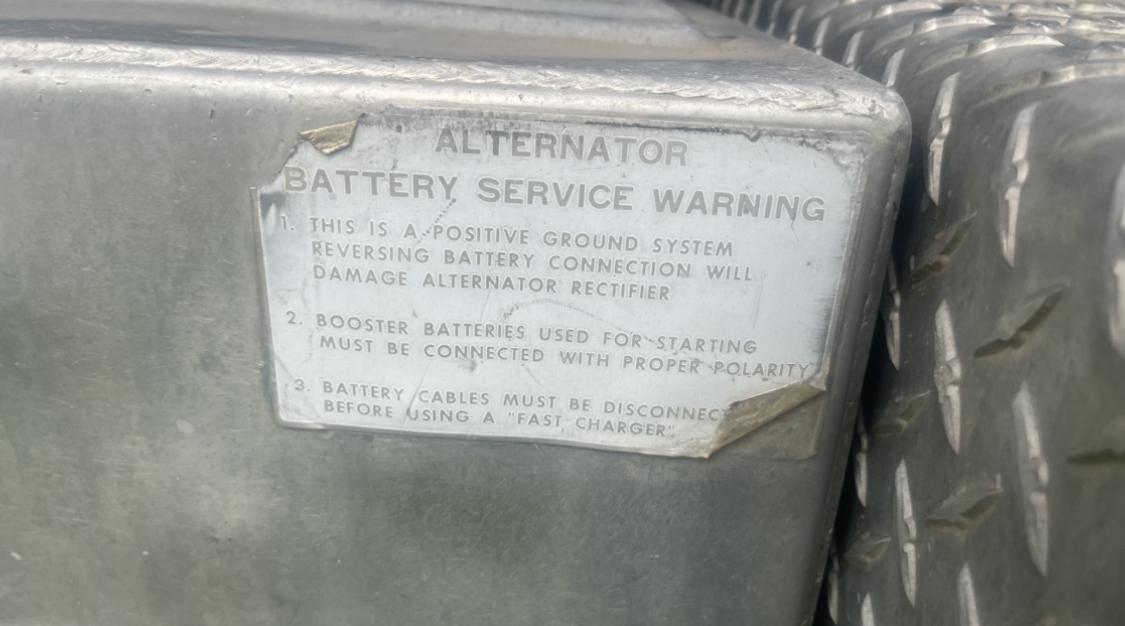 ALTERNATOR
BATTERY SERVICE WARNING
1. THIS IS A POSITIVE GROUND SYSTEM
REVERSING BATTERY CONNECTION WILL
DAMAGE ALTERNATOR RECTIFIER
2. BOOSTER BATTERIES USED FOR STARTING
MUST BE CONNECTED WITH PROPER POLARITY
3. BATTERY CABLES MUST BE DISCONNECT
BEFORE USING A "FAST CHARGER"